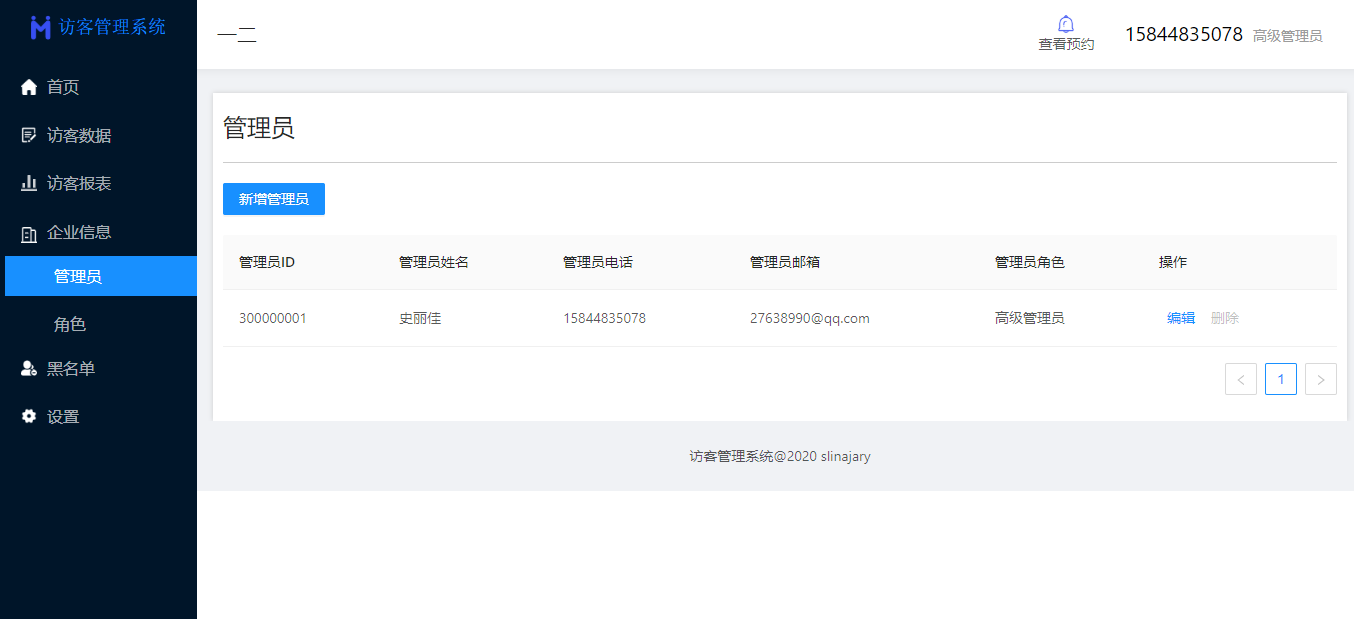 访客管理系统
首页
访客数据
访客报表
企业信息
管理员
角色
黑名单
设置
一二
查看预约
15844835078 高级管理员
管理员
新增管理员
管理员ID 管理员姓名 管理员电话 管理员邮箱 管理员角色 操作
300000001 史丽佳 15844835078 27638990@qq.com 高级管理员 编辑 删除
< 1 >
访客管理系统@2020 slinajary